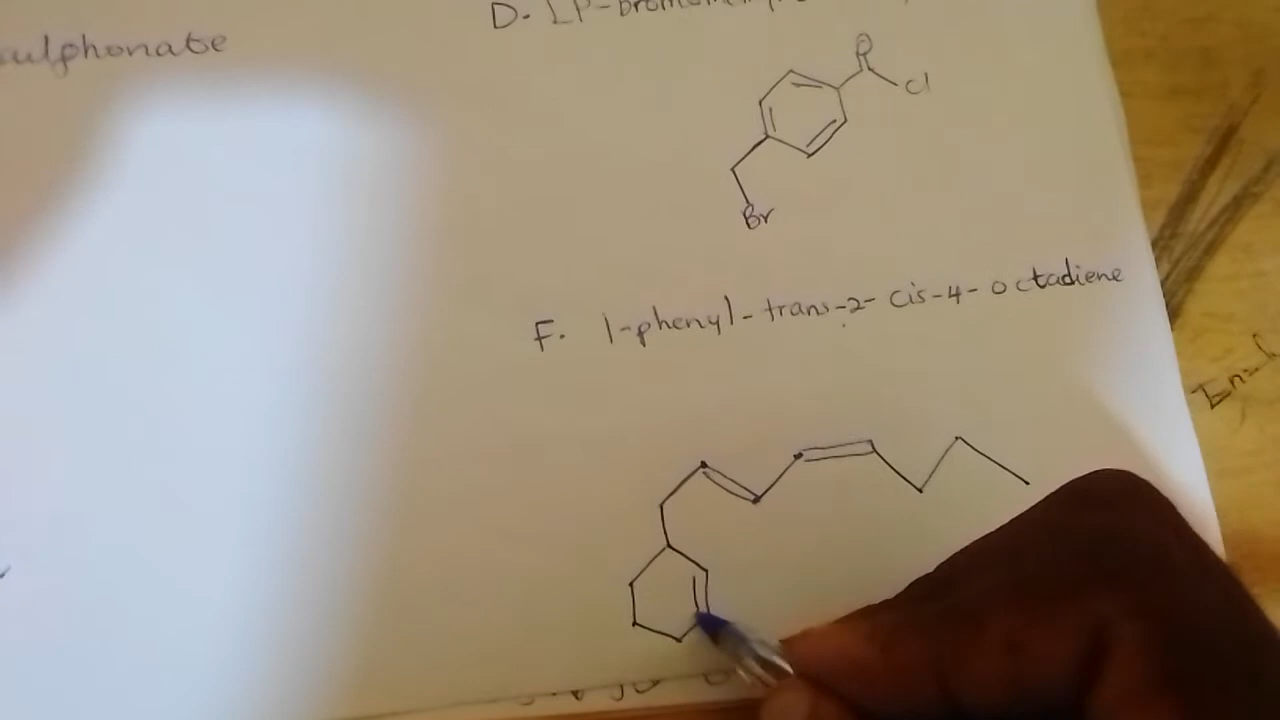 sulphonate
D.
O
Cl
Br
F. 1-phenyl-trans-2-cis-4-octadiene